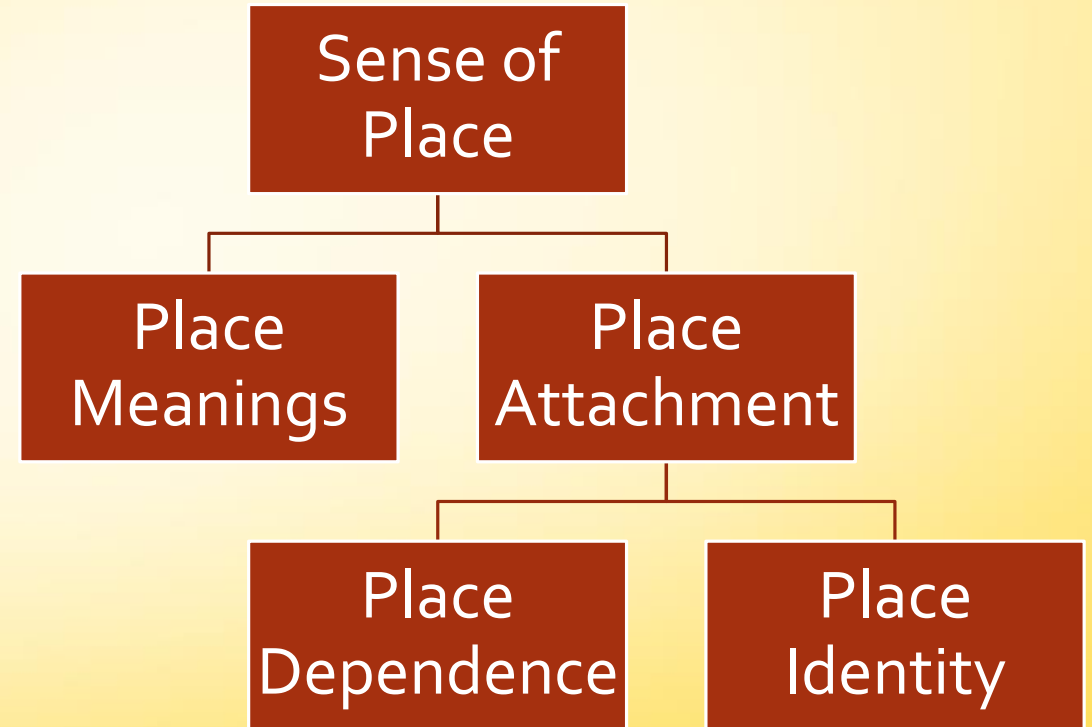 Sense of
Place
Place
Meanings
Place
Attachment
Place
Dependence
Place
Identity